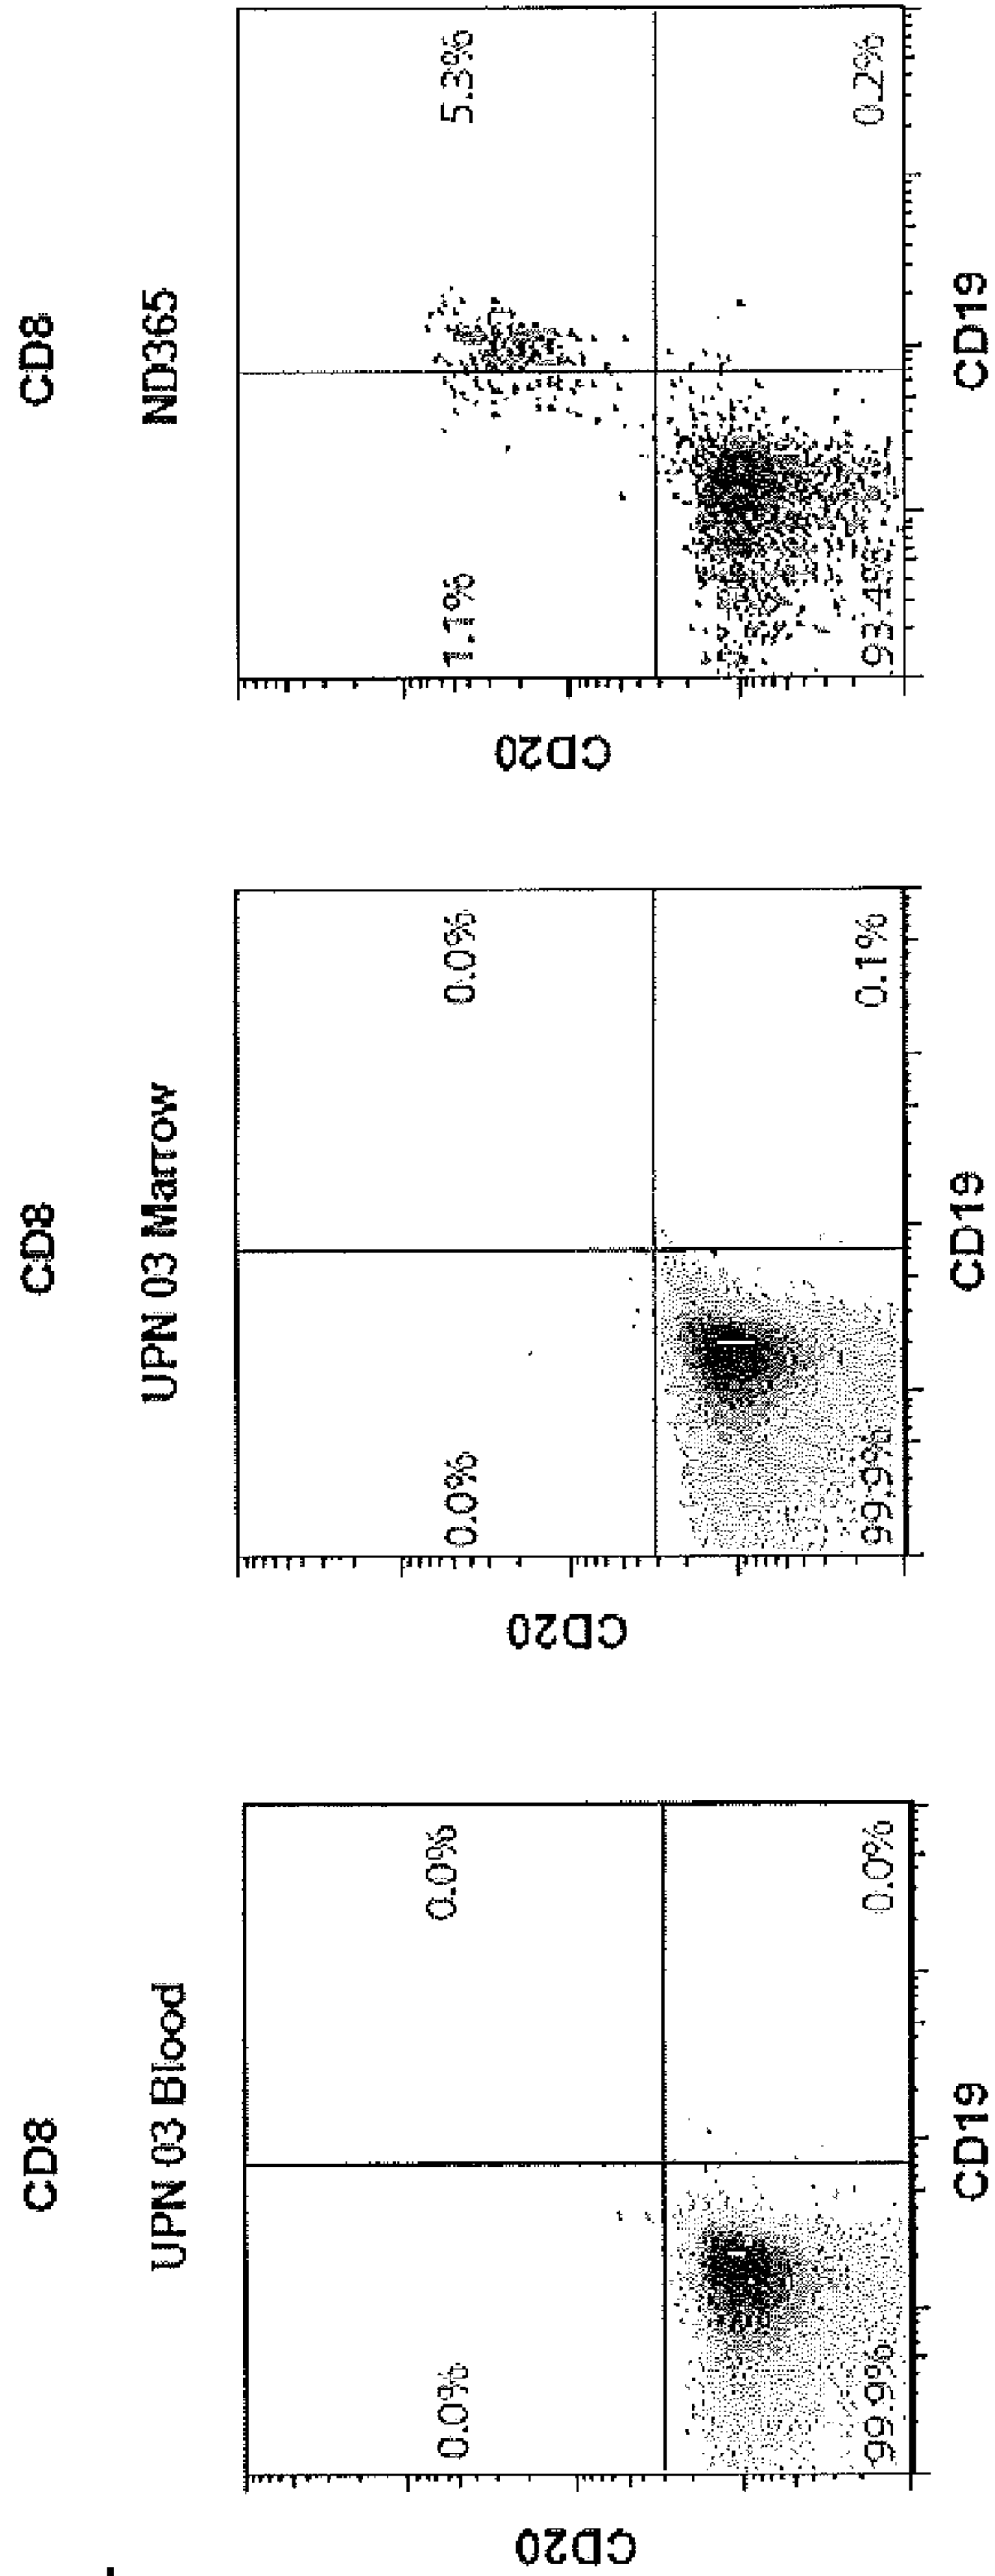 CD8 CD8 CD8
UPN 03 Blood UPN 03 Marrow ND365
0.0% 0.0% 0.0% 0.0% 1.1% 5.3%
CD20 CD20 CD20
99.9% 0.0% 99.9% 0.1% 93.4% 0.2%
CD19 CD19 CD19